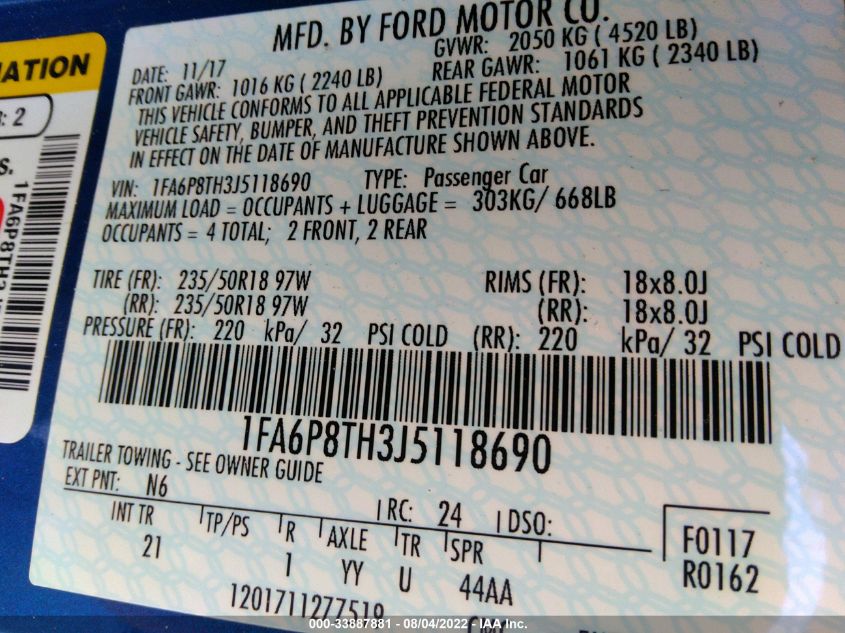 MFD. BY FORD MOTOR CO.
DATE: 11/17 GVWR: 2050 KG ( 4520 LB)
FRONT GAWR: 1016 KG ( 2240 LB) REAR GAWR: 1061 KG ( 2340 LB)
THIS VEHICLE CONFORMS TO ALL APPLICABLE FEDERAL MOTOR
VEHICLE SAFETY, BUMPER, AND THEFT PREVENTION STANDARDS
IN EFFECT ON THE DATE OF MANUFACTURE SHOWN ABOVE.
VIN: 1FA6P8TH3J5118690 TYPE: Passenger Car
MAXIMUM LOAD = OCCUPANTS + LUGGAGE = 303KG/ 668LB
OCCUPANTS = 4 TOTAL; 2 FRONT, 2 REAR
TIRE (FR): 235/50R18 97W RIMS (FR): 18x8.0J
(RR): 235/50R18 97W (RR): 18x8.0J
PRESSURE (FR): 220 kPa/ 32 PSI COLD (RR): 220 kPa/ 32 PSI COLD
1FA6P8TH3J5118690
TRAILER TOWING - SEE OWNER GUIDE
EXT PNT: N6 RC: 24 DSO:
INT TR TP/PS R AXLE TR SPR F0117
21 1 YY U 44AA R0162
1201711277519
: 2
S.
000-33887881 - 08/04/2022 - IAA Inc.